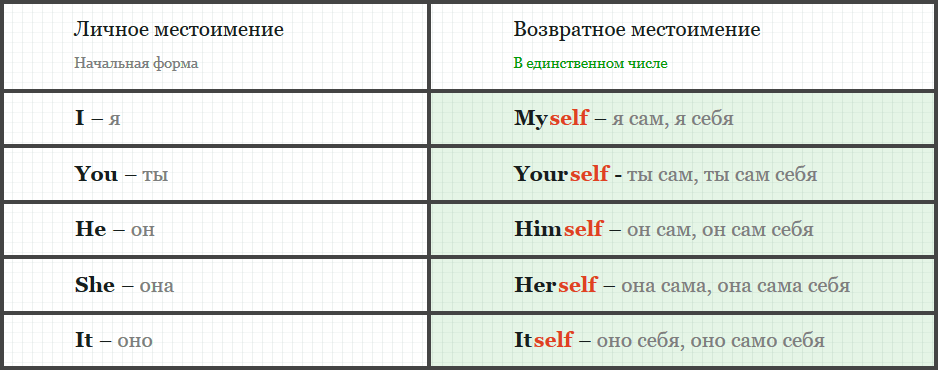 Личное местоимение
Возвратное местоимение
Начальная форма
В единственном числе
I – я
Myself – я сам, я себя
You – ты
Yourself - ты сам, ты сам себя
He – он
Himself – он сам, он сам себя
She – она
Herself – она сама, она сама себя
It – оно
Itself – оно себя, оно само себя